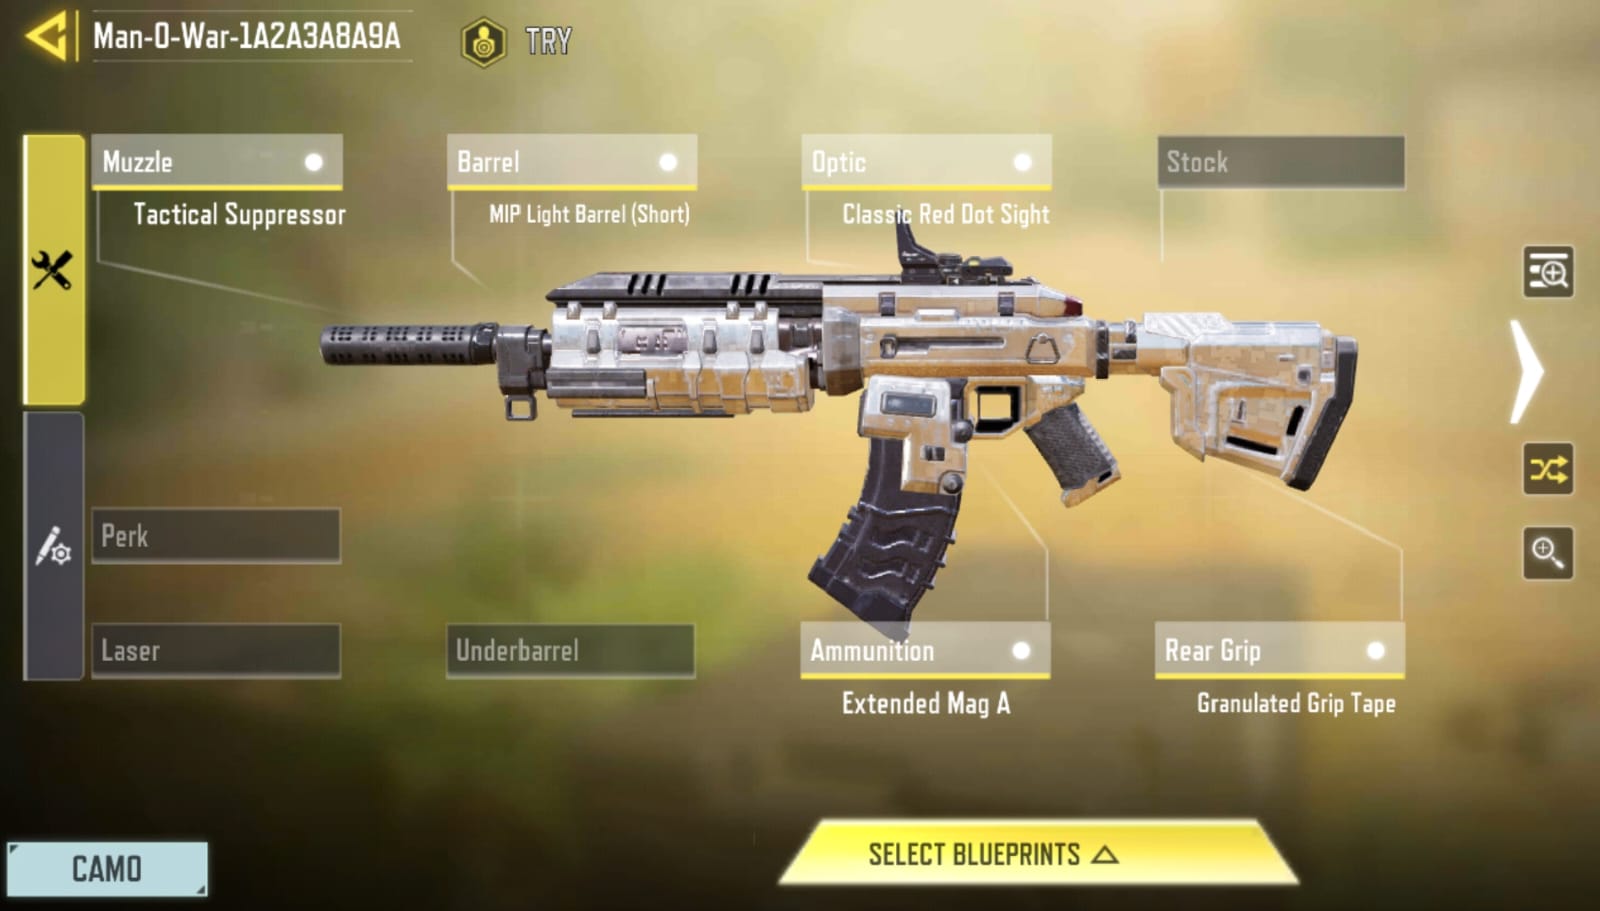 Man-O-War-1A2A3A8A9A
TRY
Muzzle
Tactical Suppressor
Barrel
MIP Light Barrel (Short)
Optic
Classic Red Dot Sight
Stock
Perk
Laser
Underbarrel
Ammunition
Extended Mag A
Rear Grip
Granulated Grip Tape
CAMO
SELECT BLUEPRINTS